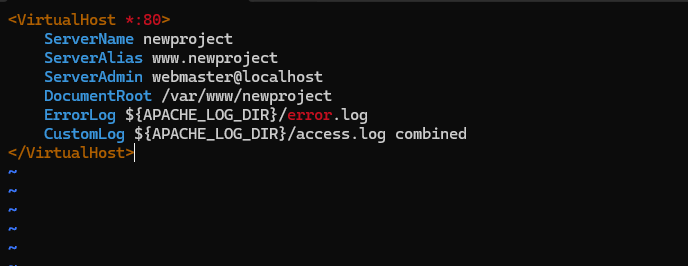 <VirtualHost *:80>
    ServerName newproject
    ServerAlias www.newproject
    ServerAdmin webmaster@localhost
    DocumentRoot /var/www/newproject
    ErrorLog ${APACHE_LOG_DIR}/error.log
    CustomLog ${APACHE_LOG_DIR}/access.log combined
</VirtualHost>
~
~
~
~
~
~